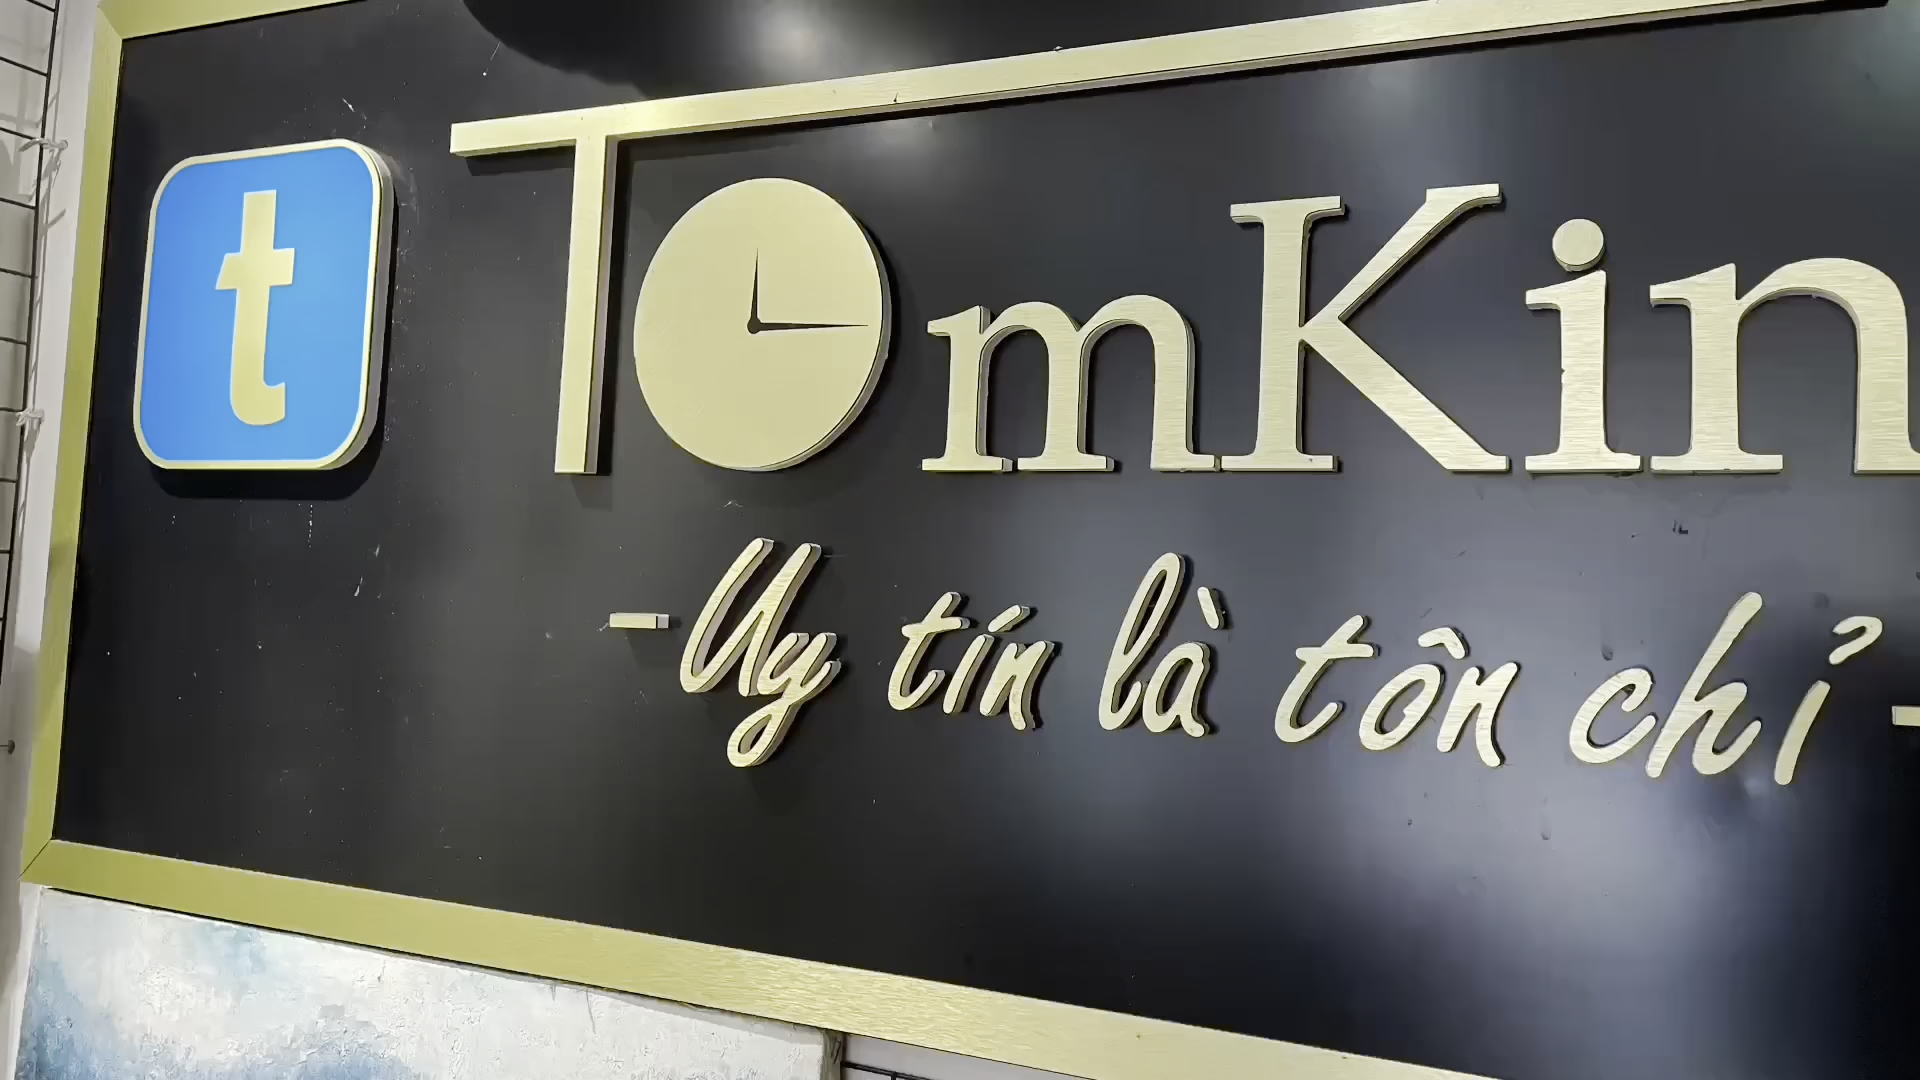 t
TomKin
- Uy tín là tôn chỉ -